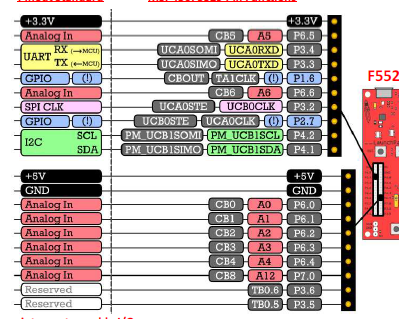 +3.3V +3.3V
Analog In CB5 A5 P6.5
UART RX (→MCU) UCA0SOMI UCA0RXD P3.4
TX (←MCU) UCA0SIMO UCA0TXD P3.3
GPIO (!) CBOUT TA1CLK (!) P1.6
Analog In CB6 A6 P6.6
SPI CLK UCA0STE UCB0CLK P3.2
GPIO (!) UCB0STE UCA0CLK (!) P2.7
I2C SCL PM_UCB1SOMI PM_UCB1SCL P4.2
SDA PM_UCB1SIMO PM_UCB1SDA P4.1
F552
+5V +5V
GND GND
Analog In CB0 A0 P6.0
Analog In CB1 A1 P6.1
Analog In CB2 A2 P6.2
Analog In CB3 A3 P6.3
Analog In CB4 A4 P6.4
Analog In CB8 A12 P7.0
Reserved TB0.6 P3.6
Reserved TB0.5 P3.5